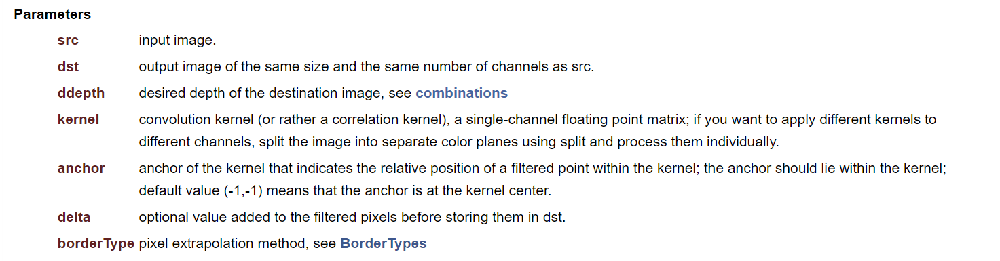 Parameters
src input image.
dst output image of the same size and the same number of channels as src.
ddepth desired depth of the destination image, see combinations
kernel convolution kernel (or rather a correlation kernel), a single-channel floating point matrix; if you want to apply different kernels to
different channels, split the image into separate color planes using split and process them individually.
anchor anchor of the kernel that indicates the relative position of a filtered point within the kernel; the anchor should lie within the kernel;
default value (-1,-1) means that the anchor is at the kernel center.
delta optional value added to the filtered pixels before storing them in dst.
borderType pixel extrapolation method, see BorderTypes